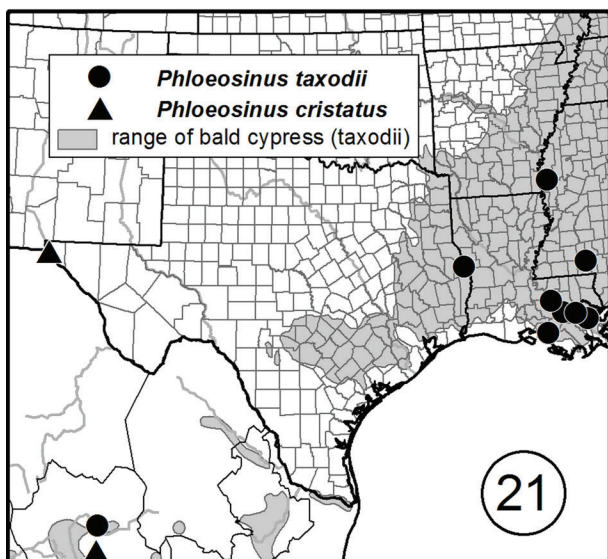 Phloeosinus taxodii
Phloeosinus cristatus
range of bald cypress (taxodii)
21